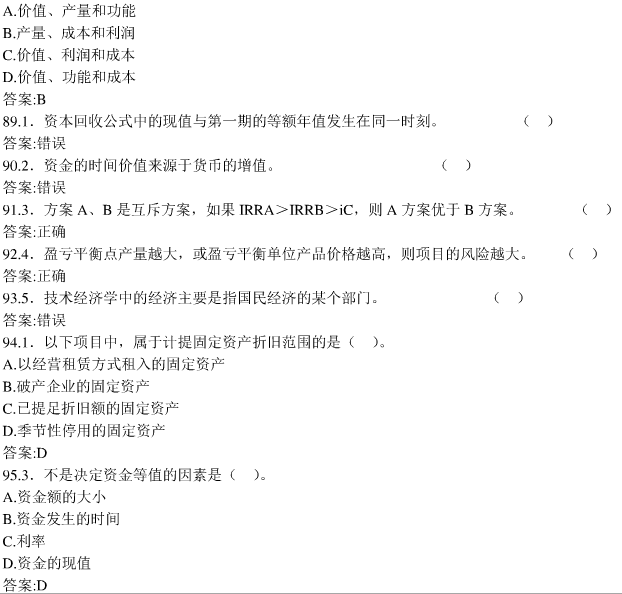 A.价值、产量和功能
B.产量、成本和利润
C.价值、利润和成本
D.价值、功能和成本
答案:B
89.1．资本回收公式中的现值与第一期的等额年值发生在同一时刻。 （ ）
答案:错误
90.2．资金的时间价值来源于货币的增值。 （ ）
答案:错误
91.3．方案 A、B 是互斥方案，如果 IRRA＞IRRB＞iC，则 A 方案优于 B 方案。 （ ）
答案:正确
92.4．盈亏平衡点产量越大，或盈亏平衡单位产品价格越高，则项目的风险越大。 （ ）
答案:正确
93.5．技术经济学中的经济主要是指国民经济的某个部门。 （ ）
答案:错误
94.1．以下项目中，属于计提固定资产折旧范围的是（ ）。
A.以经营租赁方式租入的固定资产
B.破产企业的固定资产
C.已提足折旧额的固定资产
D.季节性停用的固定资产
答案:D
95.3．不是决定资金等值的因素是（ ）。
A.资金额的大小
B.资金发生的时间
C.利率
D.资金的现值
答案:D